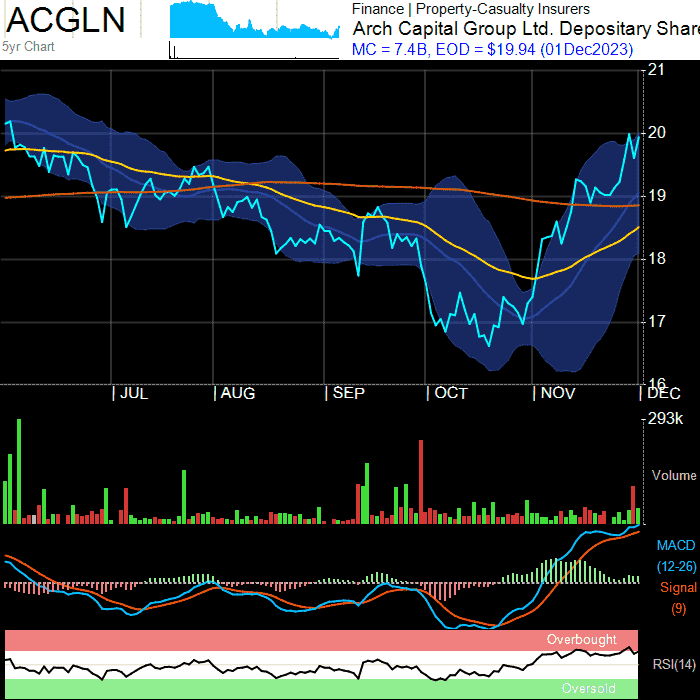 ACGLN
5yr Chart
Finance | Property-Casualty Insurers
Arch Capital Group Ltd. Depositary Share
MC = 7.4B, EOD = $19.94 (01Dec2023)
21
20
19
18
17
16
| JUL | AUG | SEP | OCT | NOV | DEC
293k
Volume
MACD
(12-26)
Signal
(9)
Overbought
RSI(14)
Oversold